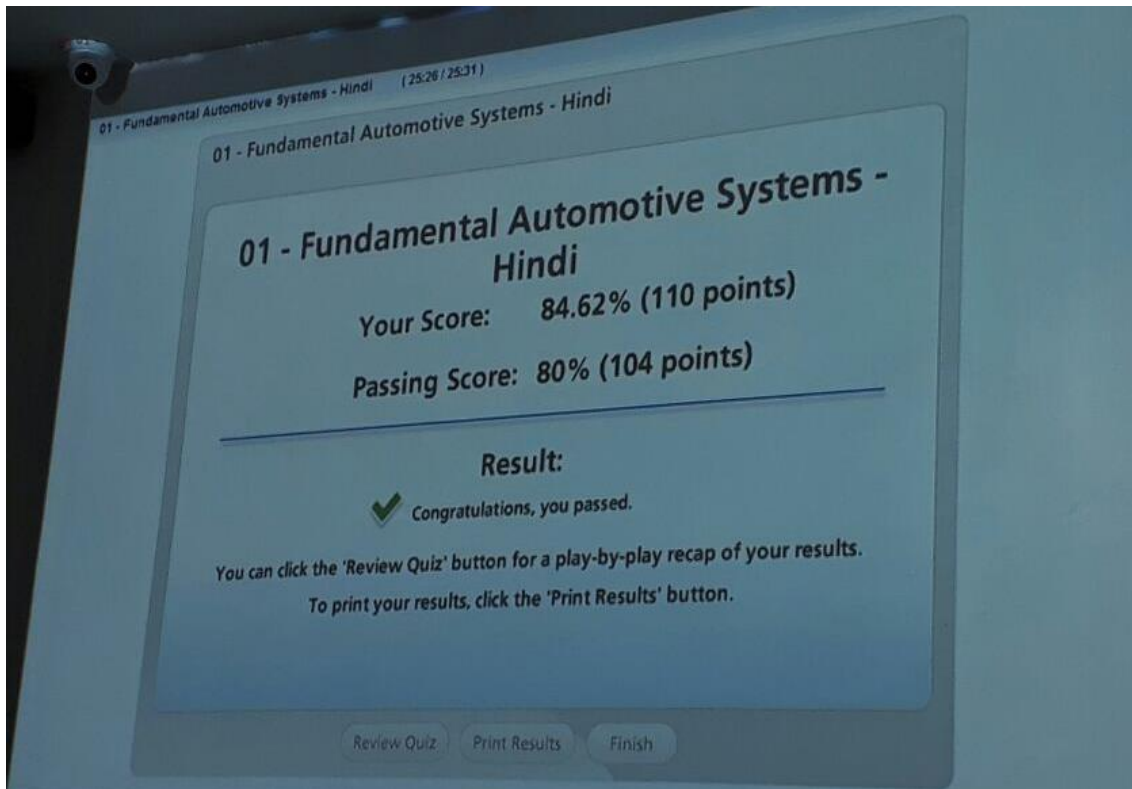 01 - Fundamental Automotive Systems - Hindi (25:26 / 25:31)
01 - Fundamental Automotive Systems - Hindi
01 - Fundamental Automotive Systems -
Hindi
Your Score: 84.62% (110 points)
Passing Score: 80% (104 points)
Result:
Congratulations, you passed.
You can click the 'Review Quiz' button for a play-by-play recap of your results.
To print your results, click the 'Print Results' button.
Review Quiz Print Results Finish